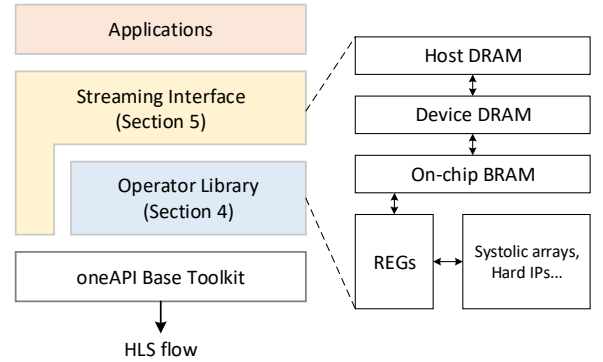 Applications
Streaming Interface
(Section 5)
Operator Library
(Section 4)
oneAPI Base Toolkit
HLS flow
Host DRAM
Device DRAM
On-chip BRAM
REGs
Systolic arrays,
Hard IPs...